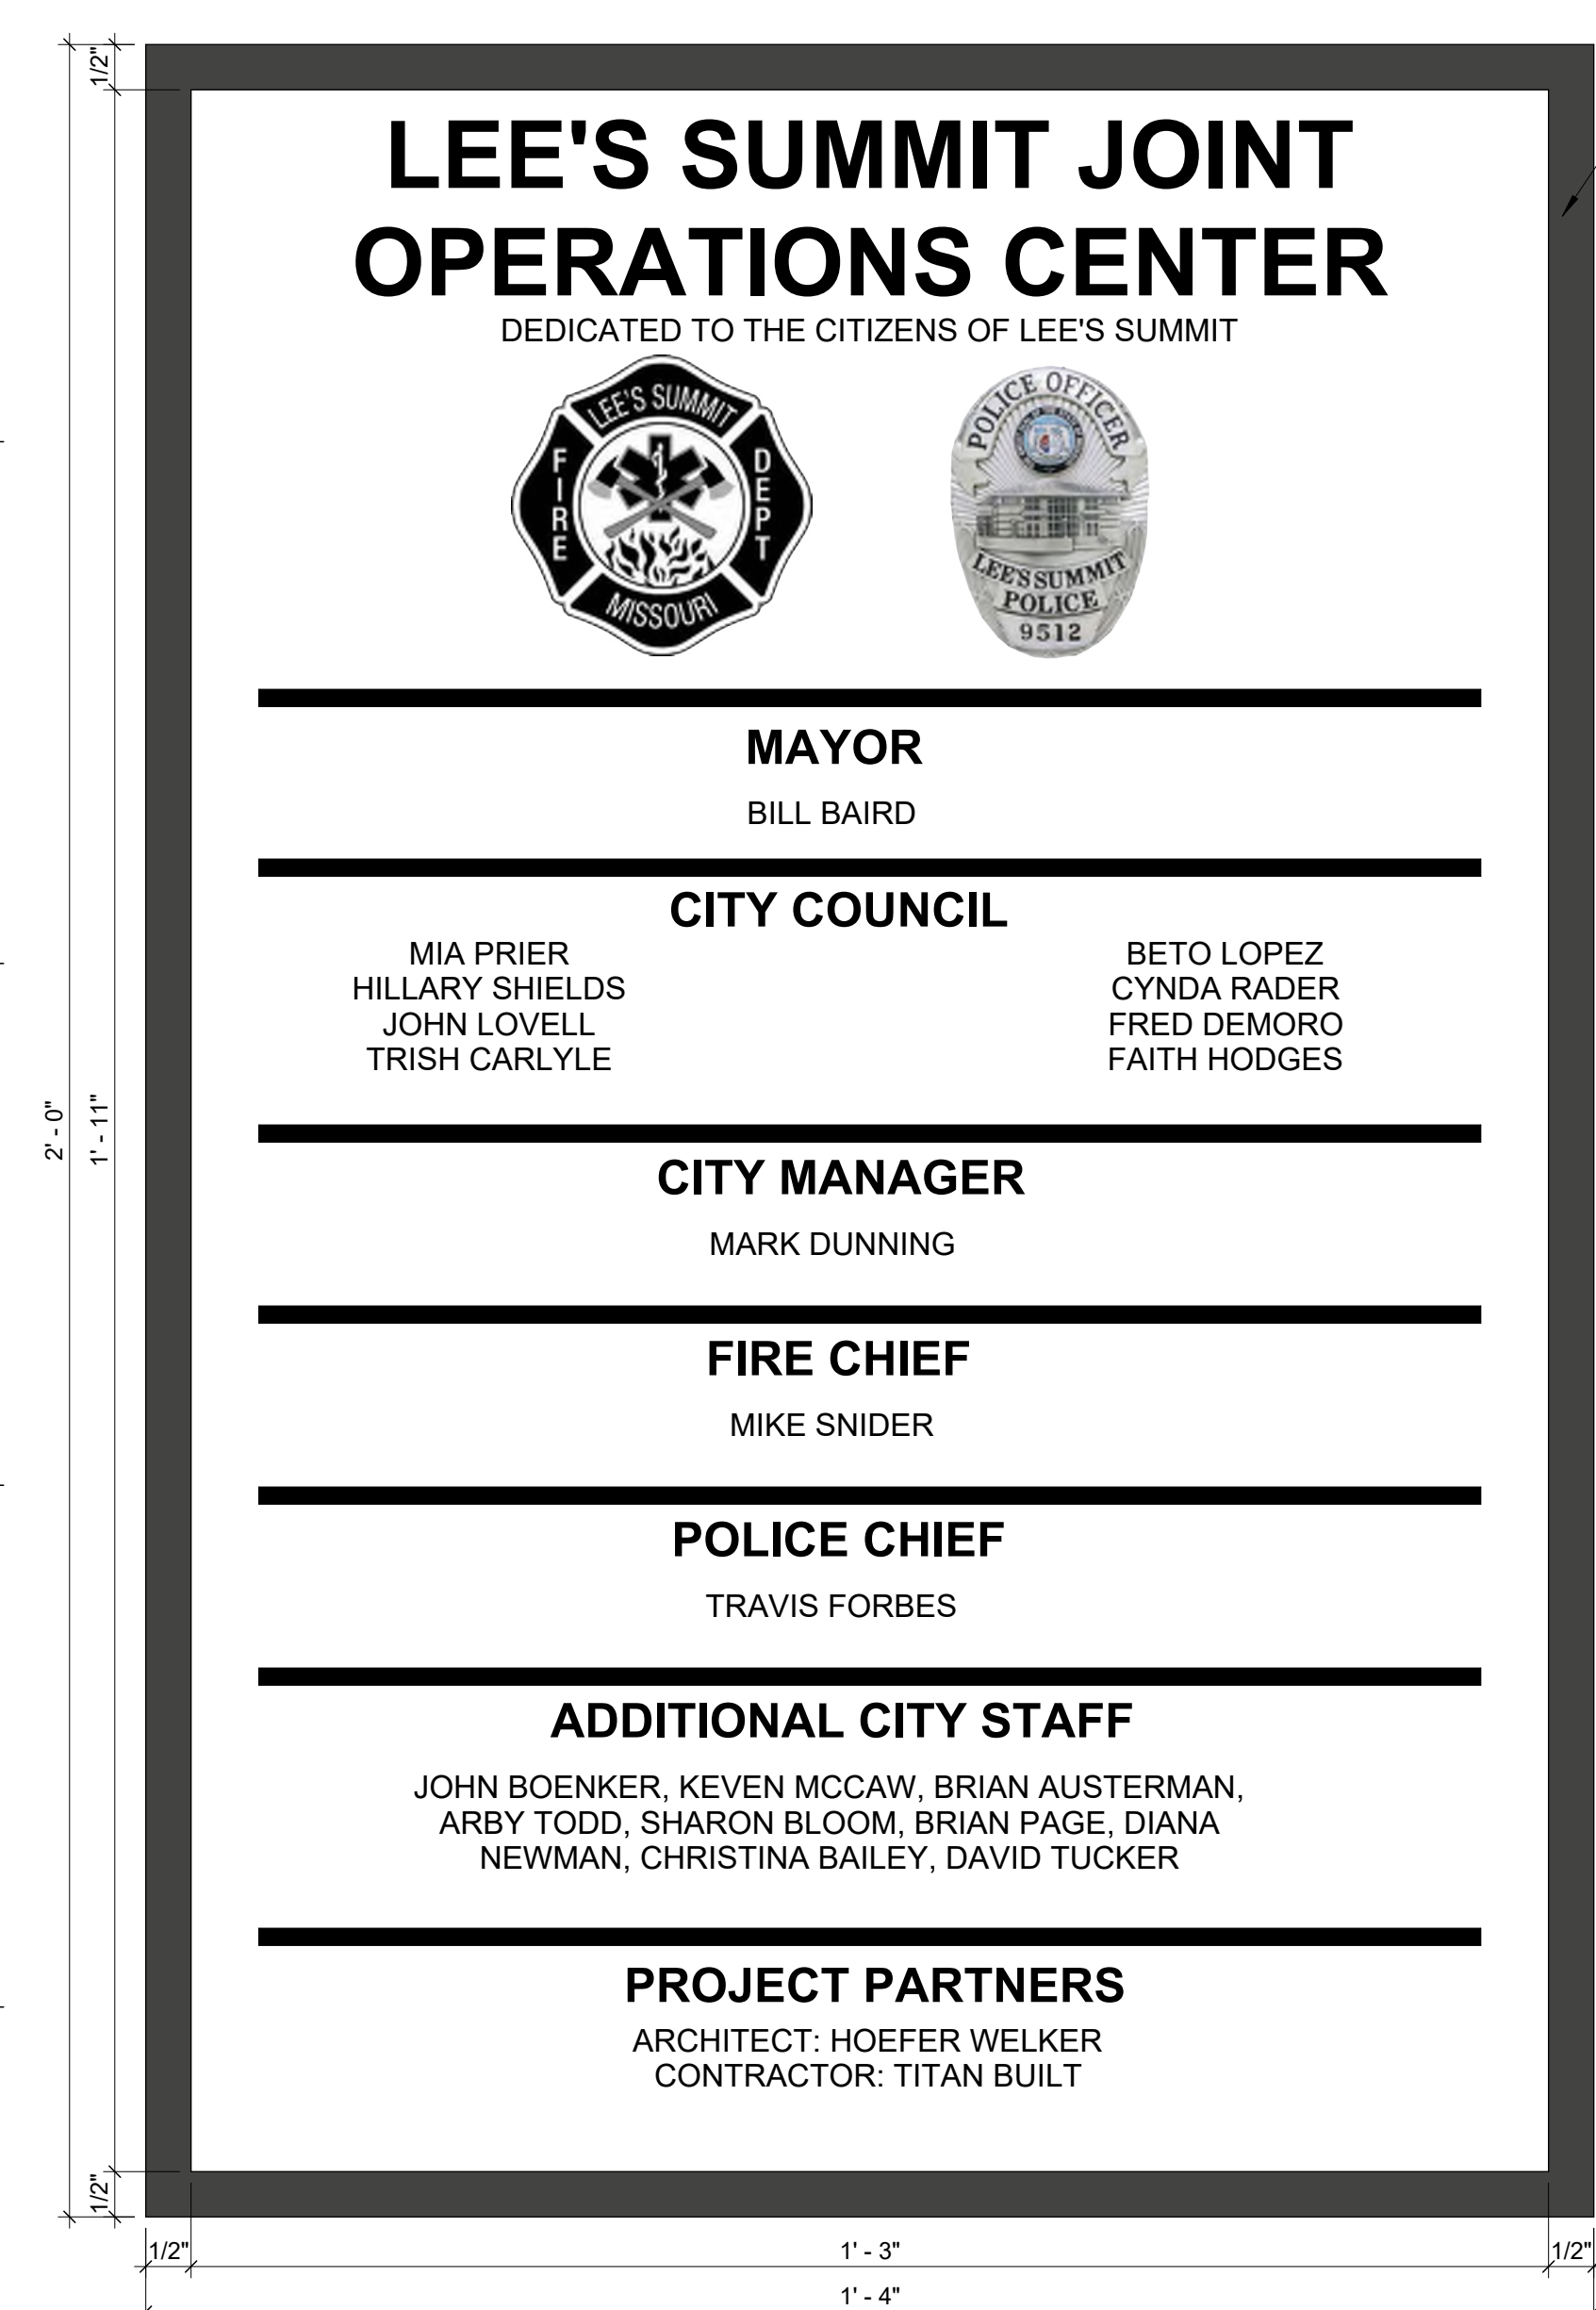 1/2"
LEE'S SUMMIT JOINT
OPERATIONS CENTER
DEDICATED TO THE CITIZENS OF LEE'S SUMMIT
LEE'S SUMMIT
FIRE
DEPT
MISSOURI
POLICE OFFICER
LEE'S SUMMIT
POLICE
9512
MAYOR
BILL BAIRD
CITY COUNCIL
MIA PRIER
HILLARY SHIELDS
JOHN LOVELL
TRISH CARLYLE
BETO LOPEZ
CYNDA RADER
FRED DEMORO
FAITH HODGES
2' - 0"
1' - 11"
CITY MANAGER
MARK DUNNING
FIRE CHIEF
MIKE SNIDER
POLICE CHIEF
TRAVIS FORBES
ADDITIONAL CITY STAFF
JOHN BOENKER, KEVEN MCCAW, BRIAN AUSTERMAN,
ARBY TODD, SHARON BLOOM, BRIAN PAGE, DIANA
NEWMAN, CHRISTINA BAILEY, DAVID TUCKER
PROJECT PARTNERS
ARCHITECT: HOEFER WELKER
CONTRACTOR: TITAN BUILT
1/2"
1/2"
1' - 3"
1/2"
1' - 4"